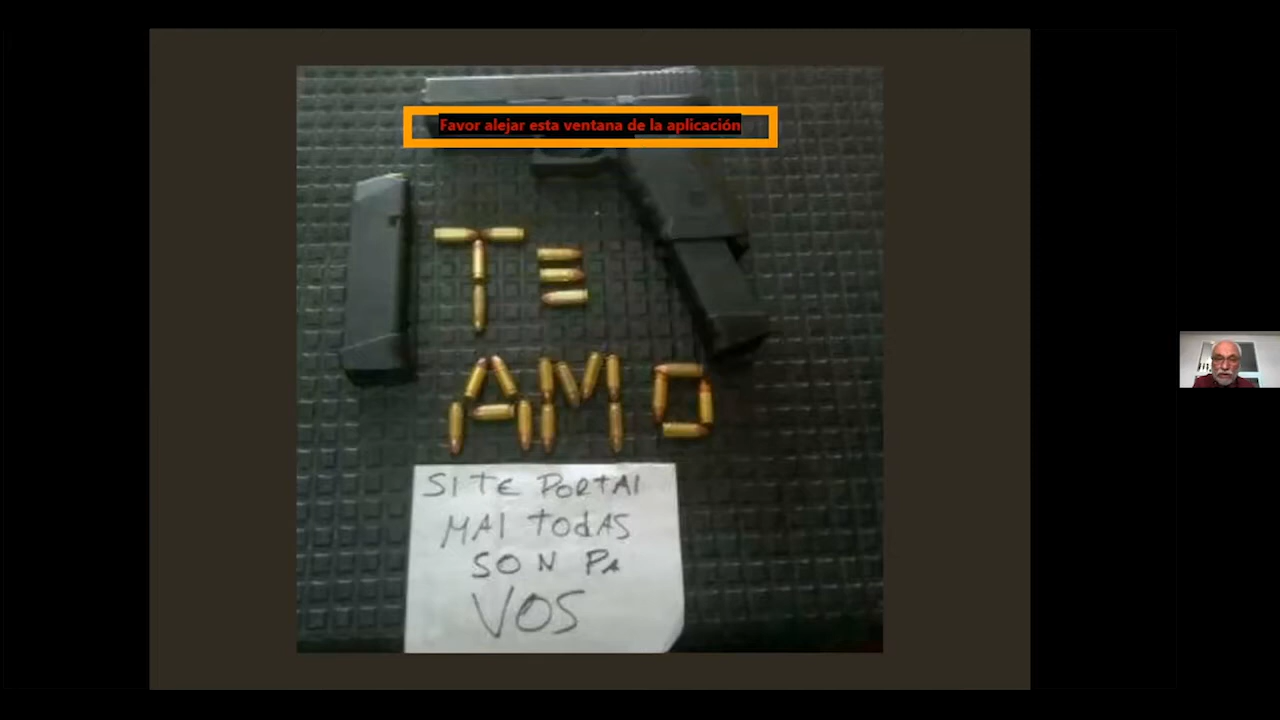 Favor alejar esta ventana de la aplicación
TE
AMO
SI TE PORTAI
MAI TODAS
SON PA
VOS